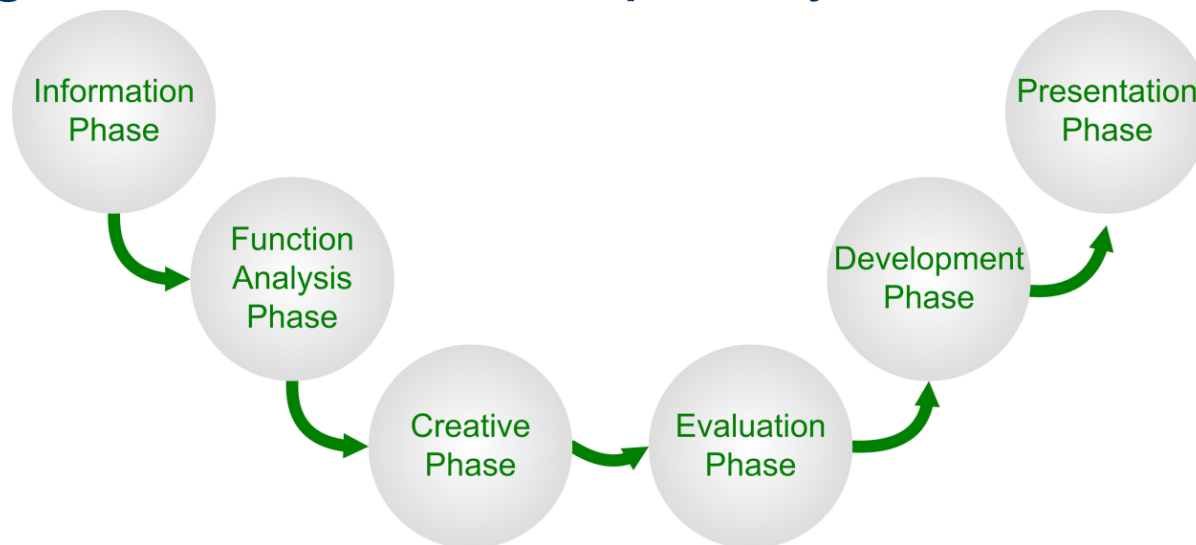 Information
Phase
Function
Analysis
Phase
Creative
Phase
Evaluation
Phase
Development
Phase
Presentation
Phase